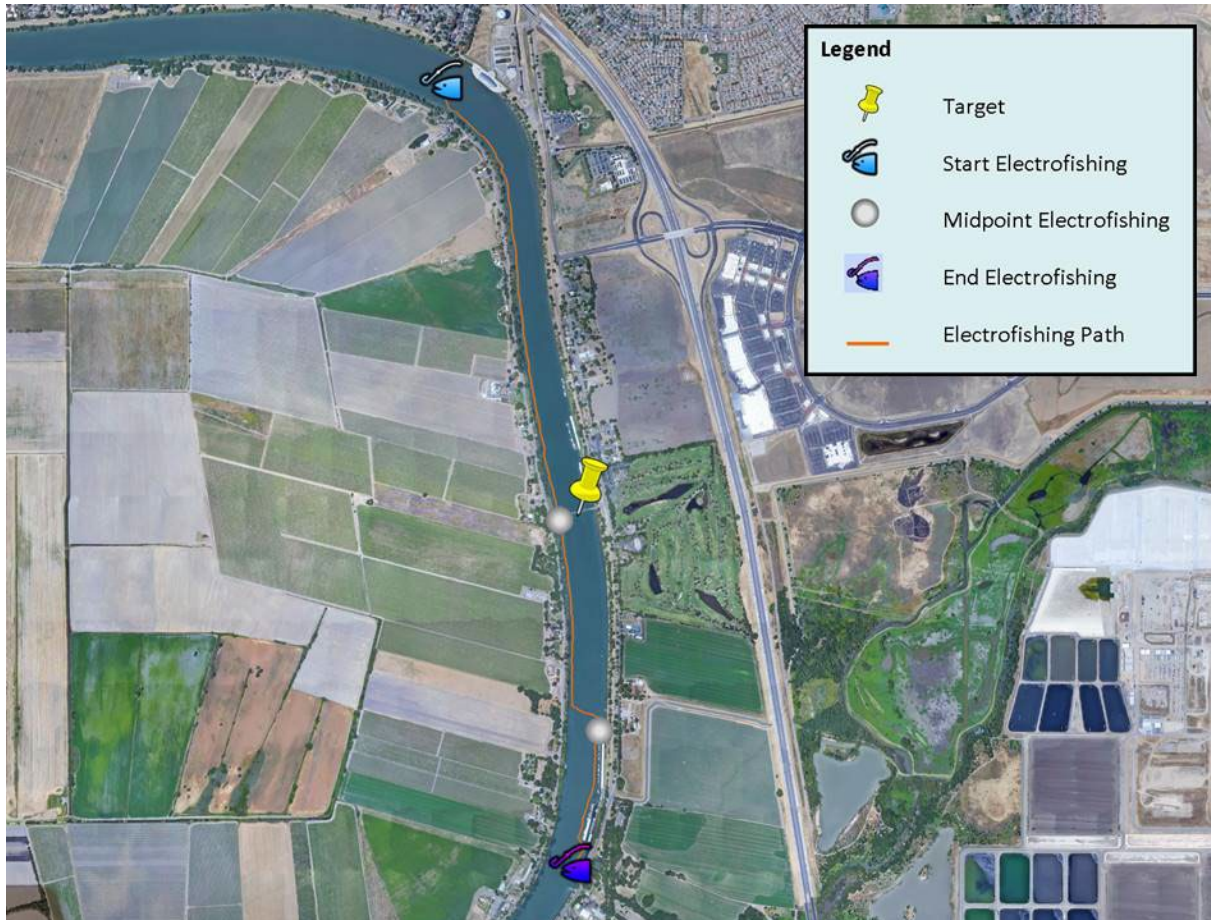 Legend
Target
Start Electrofishing
Midpoint Electrofishing
End Electrofishing
Electrofishing Path